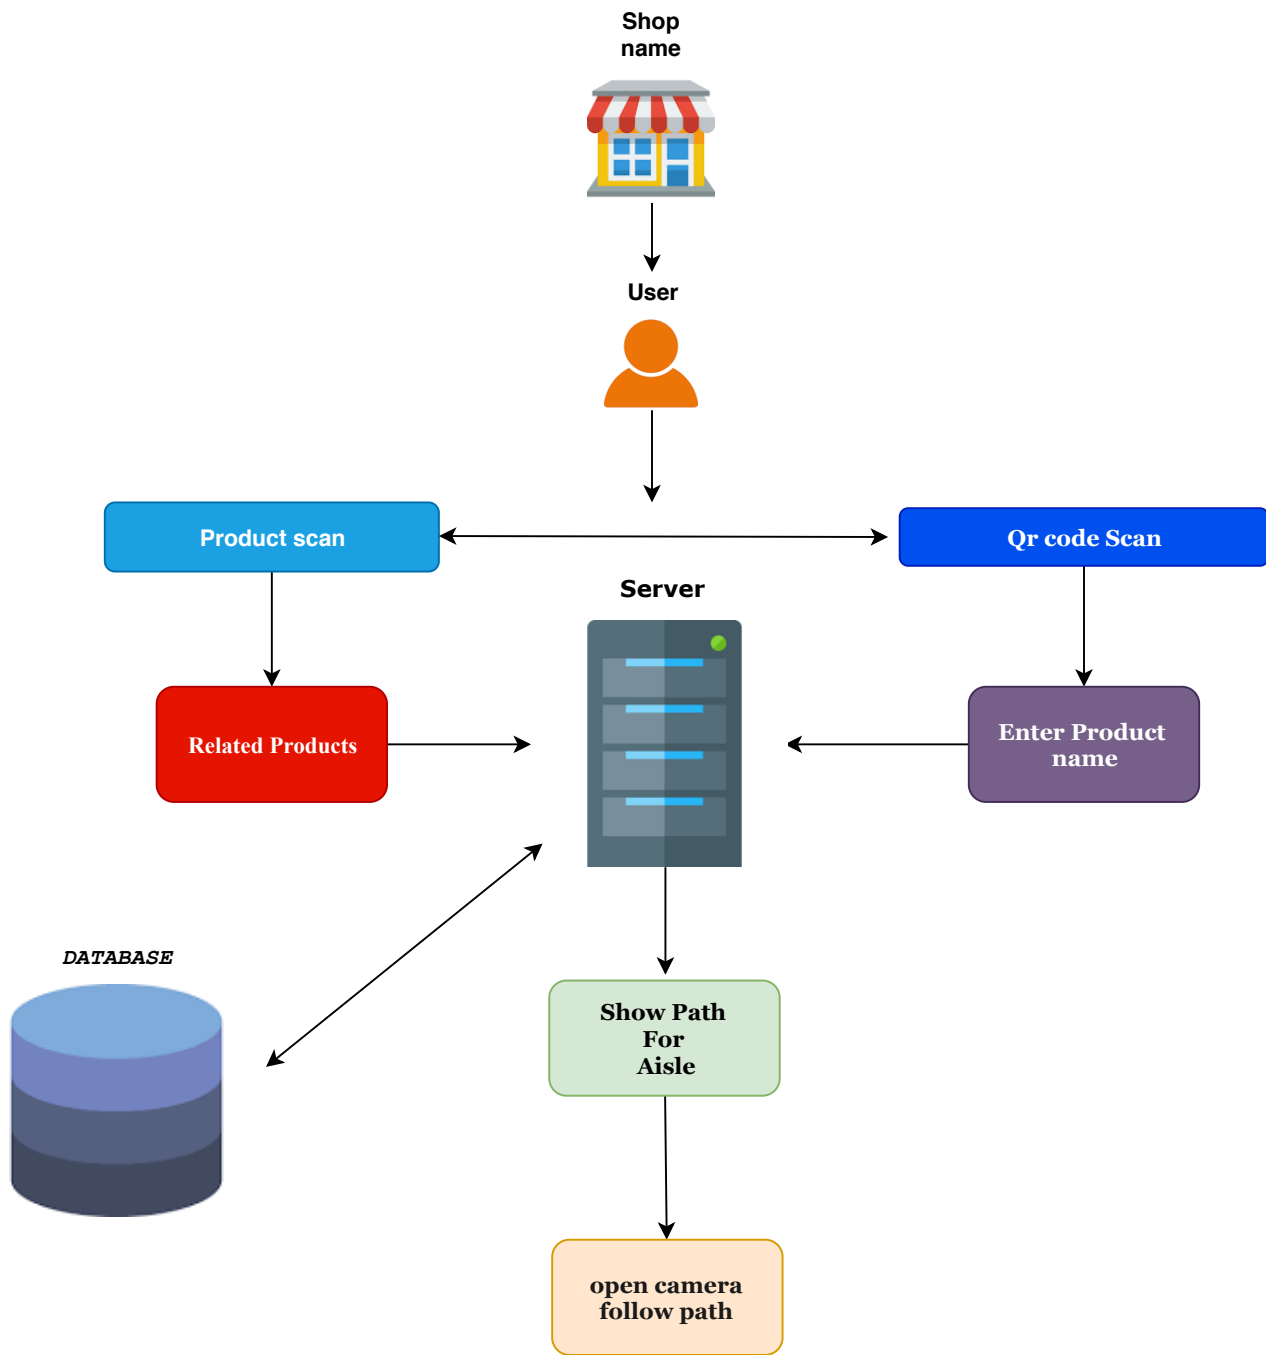 Shop
name
User
Product scan
Qr code Scan
Server
Related Products
Enter Product
name
DATABASE
Show Path
For
Aisle
open camera
follow path